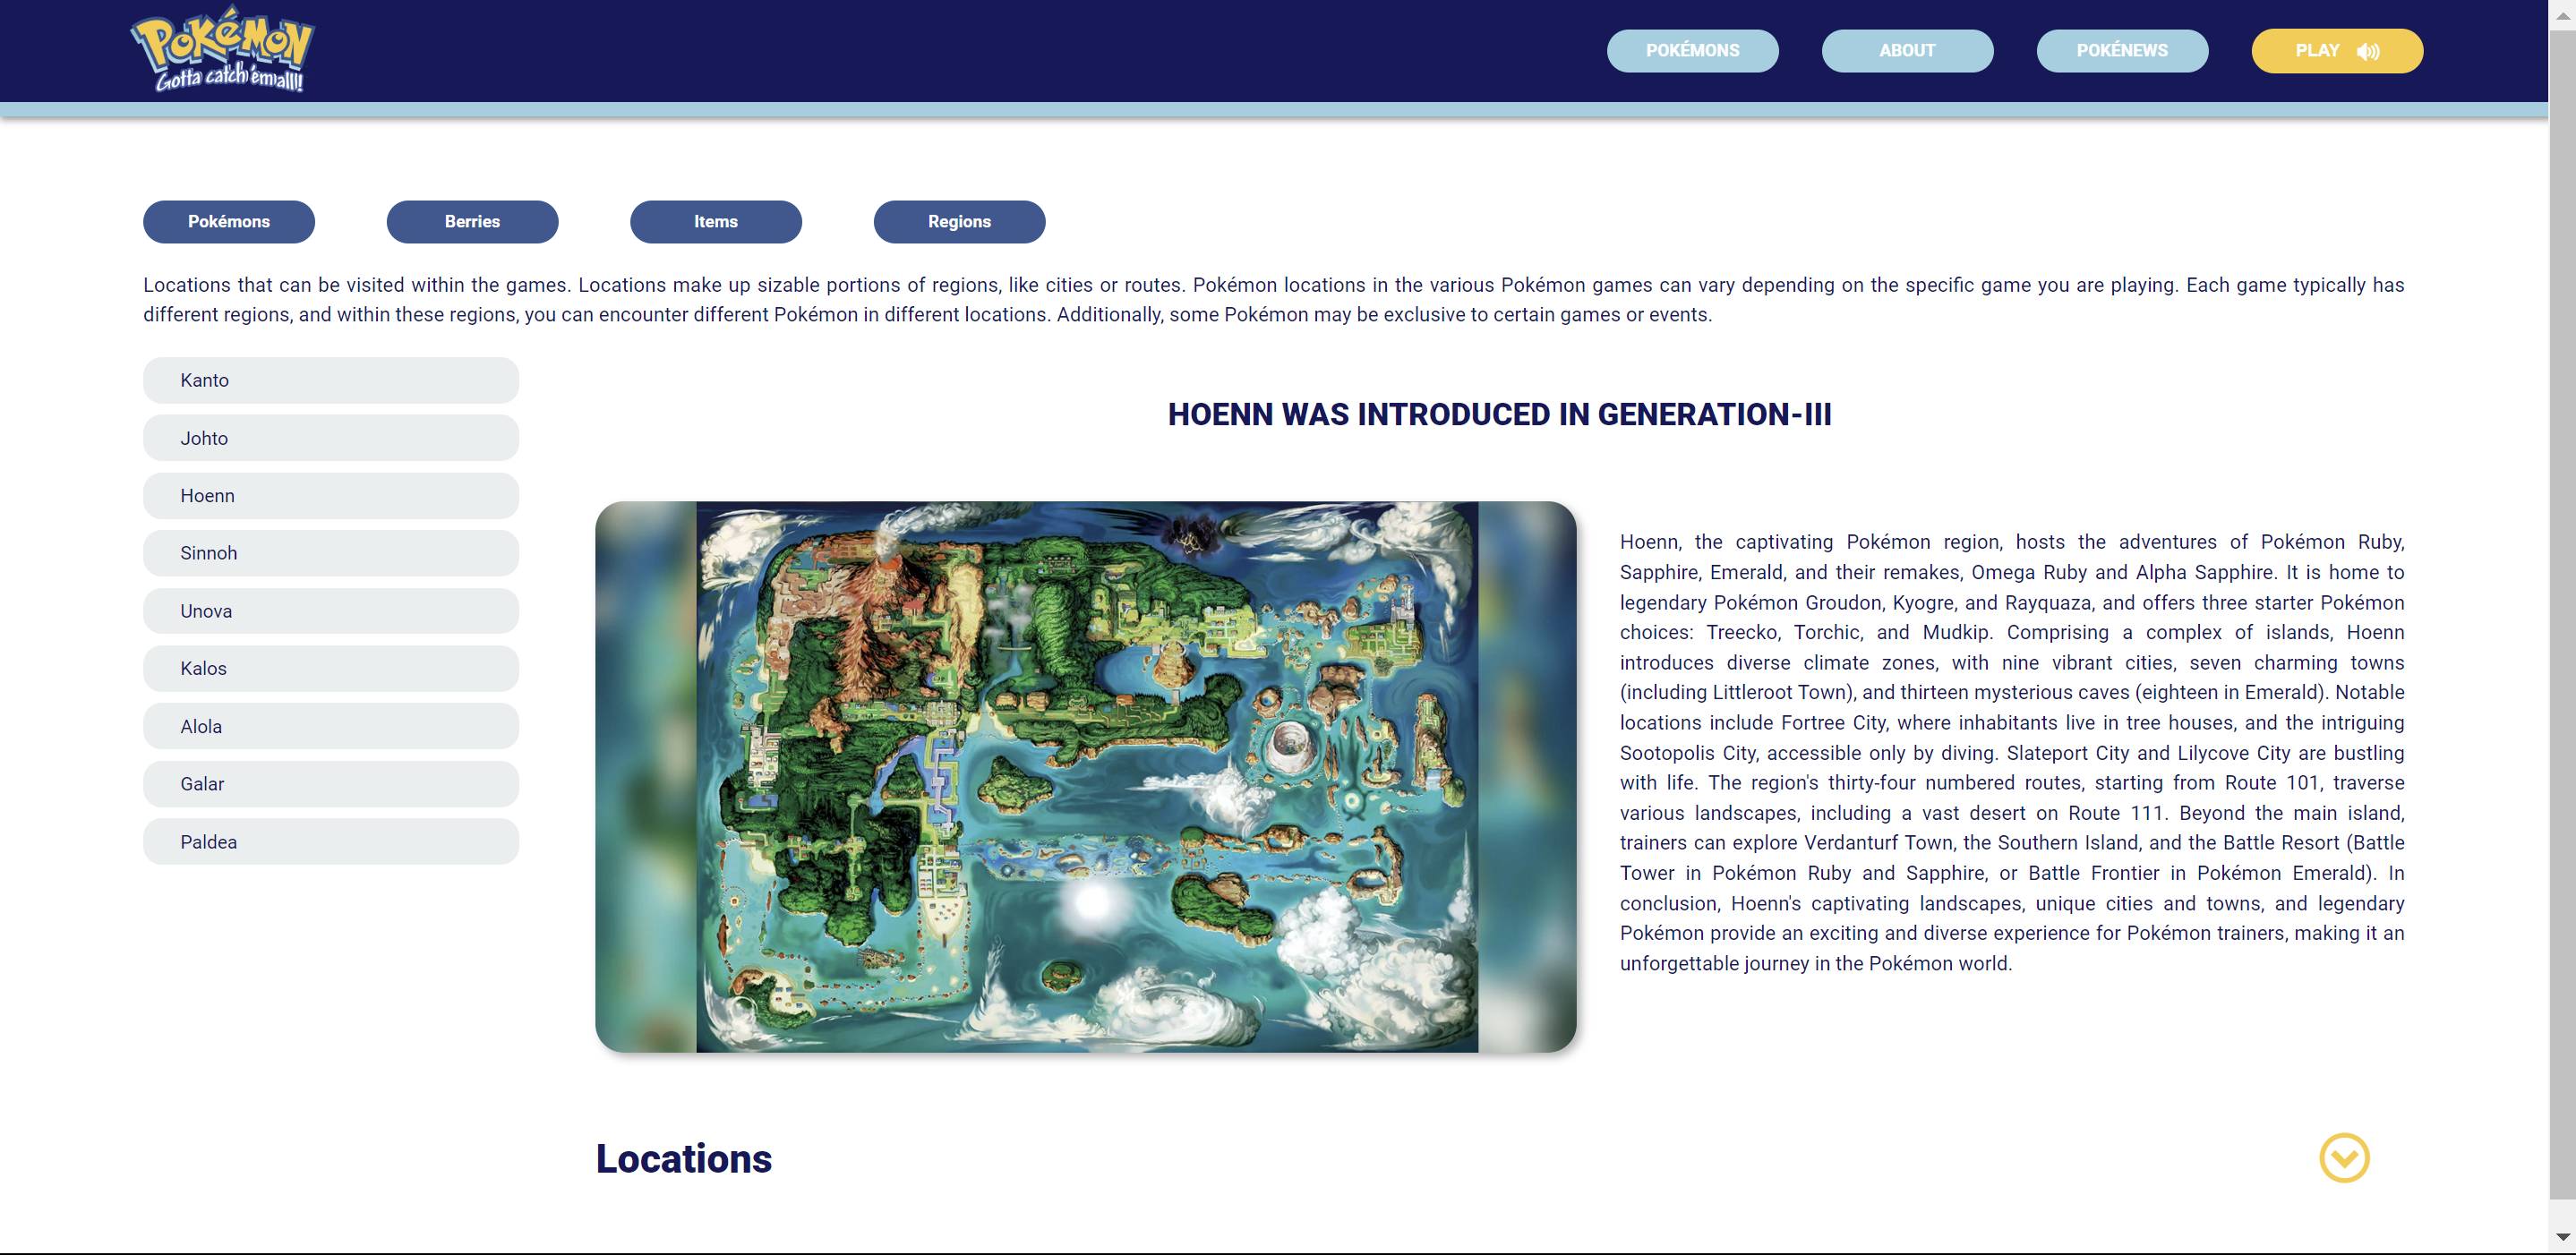 POKÉMON
Gotta catch 'em all!
POKÉMONS
ABOUT
POKÉNEWS
PLAY
Pokémons
Berries
Items
Regions
Locations that can be visited within the games. Locations make up sizable portions of regions, like cities or routes. Pokémon locations in the various Pokémon games can vary depending on the specific game you are playing. Each game typically has
different regions, and within these regions, you can encounter different Pokémon in different locations. Additionally, some Pokémon may be exclusive to certain games or events.
Kanto
Johto
Hoenn
Sinnoh
Unova
Kalos
Alola
Galar
Paldea
HOENN WAS INTRODUCED IN GENERATION-III
Hoenn, the captivating Pokémon region, hosts the adventures of Pokémon Ruby,
Sapphire, Emerald, and their remakes, Omega Ruby and Alpha Sapphire. It is home to
legendary Pokémon Groudon, Kyogre, and Rayquaza, and offers three starter Pokémon
choices: Treecko, Torchic, and Mudkip. Comprising a complex of islands, Hoenn
introduces diverse climate zones, with nine vibrant cities, seven charming towns
(including Littleroot Town), and thirteen mysterious caves (eighteen in Emerald). Notable
locations include Fortree City, where inhabitants live in tree houses, and the intriguing
Sootopolis City, accessible only by diving. Slateport City and Lilycove City are bustling
with life. The region's thirty-four numbered routes, starting from Route 101, traverse
various landscapes, including a vast desert on Route 111. Beyond the main island,
trainers can explore Verdanturf Town, the Southern Island, and the Battle Resort (Battle
Tower in Pokémon Ruby and Sapphire, or Battle Frontier in Pokémon Emerald). In
conclusion, Hoenn's captivating landscapes, unique cities and towns, and legendary
Pokémon provide an exciting and diverse experience for Pokémon trainers, making it an
unforgettable journey in the Pokémon world.
Locations